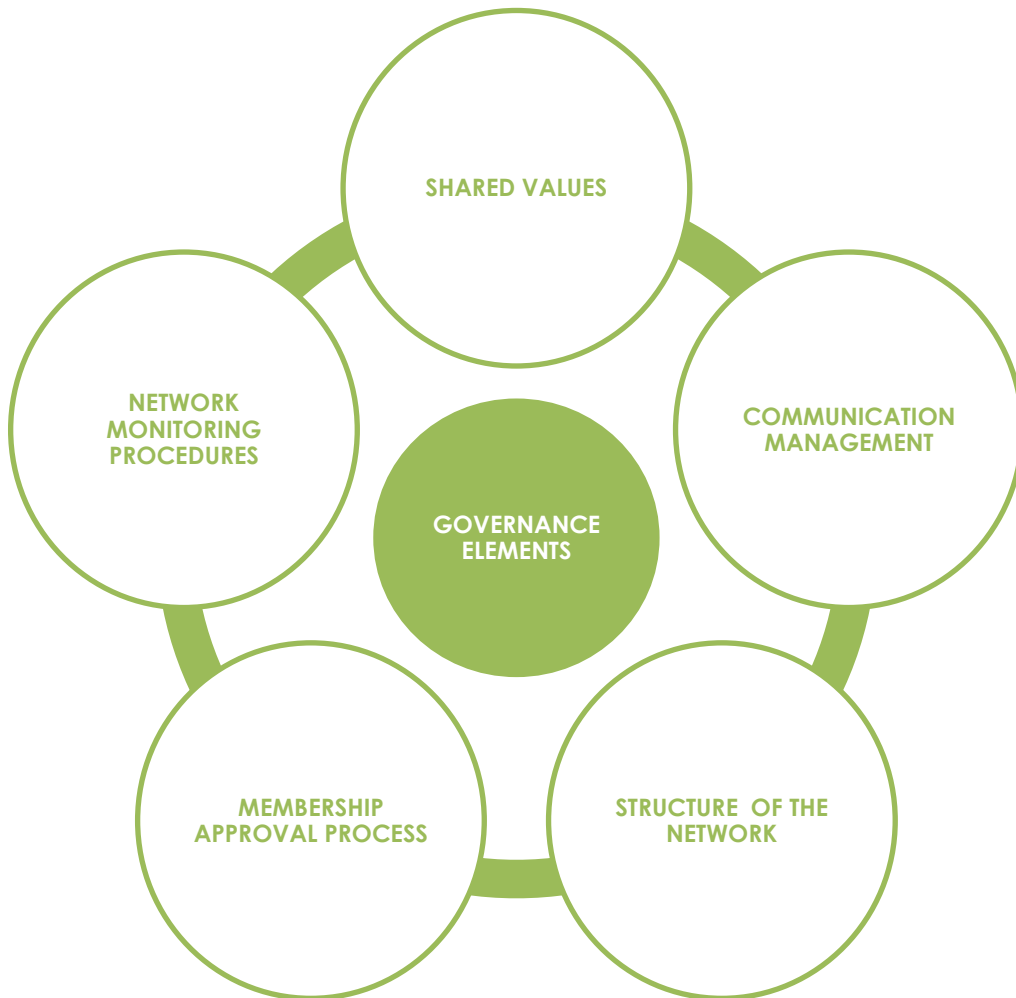 SHARED VALUES
COMMUNICATION
MANAGEMENT
STRUCTURE OF THE
NETWORK
MEMBERSHIP
APPROVAL PROCESS
NETWORK
MONITORING
PROCEDURES
GOVERNANCE
ELEMENTS